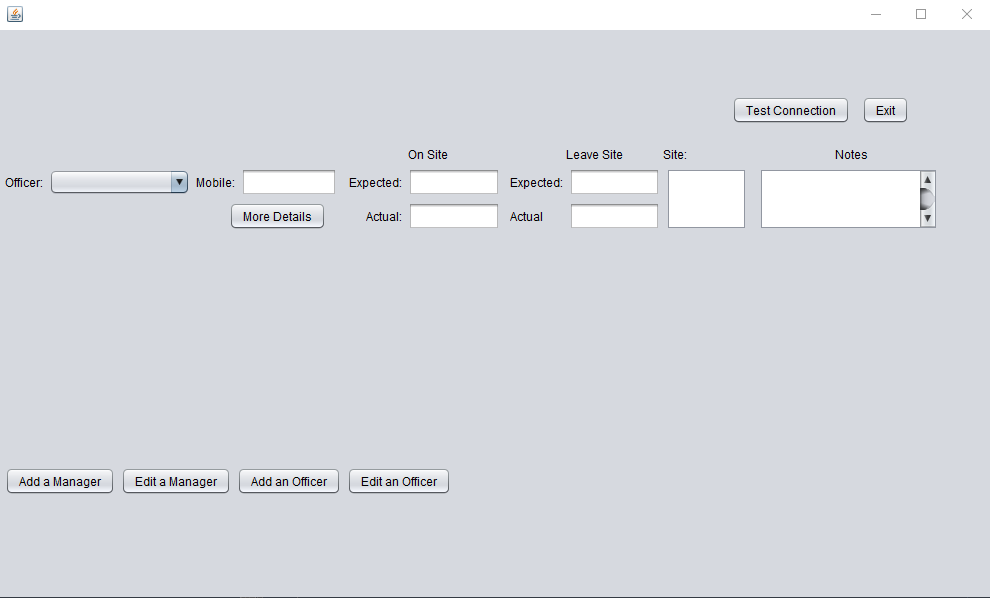 Test Connection Exit
On Site Leave Site Site: Notes
Officer: Mobile: Expected: Expected:
More Details Actual: Actual
Add a Manager Edit a Manager Add an Officer Edit an Officer